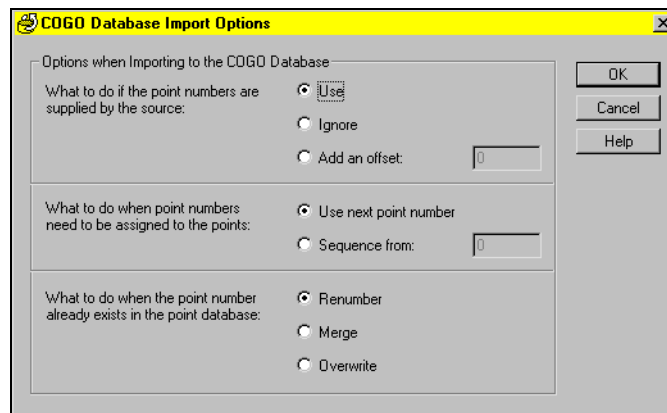 COGO Database Import Options
Options when Importing to the COGO Database
What to do if the point numbers are
supplied by the source:
Use
Ignore
Add an offset:
0
What to do when point numbers
need to be assigned to the points:
Use next point number
Sequence from:
0
What to do when the point number
already exists in the point database:
Renumber
Merge
Overwrite
OK
Cancel
Help